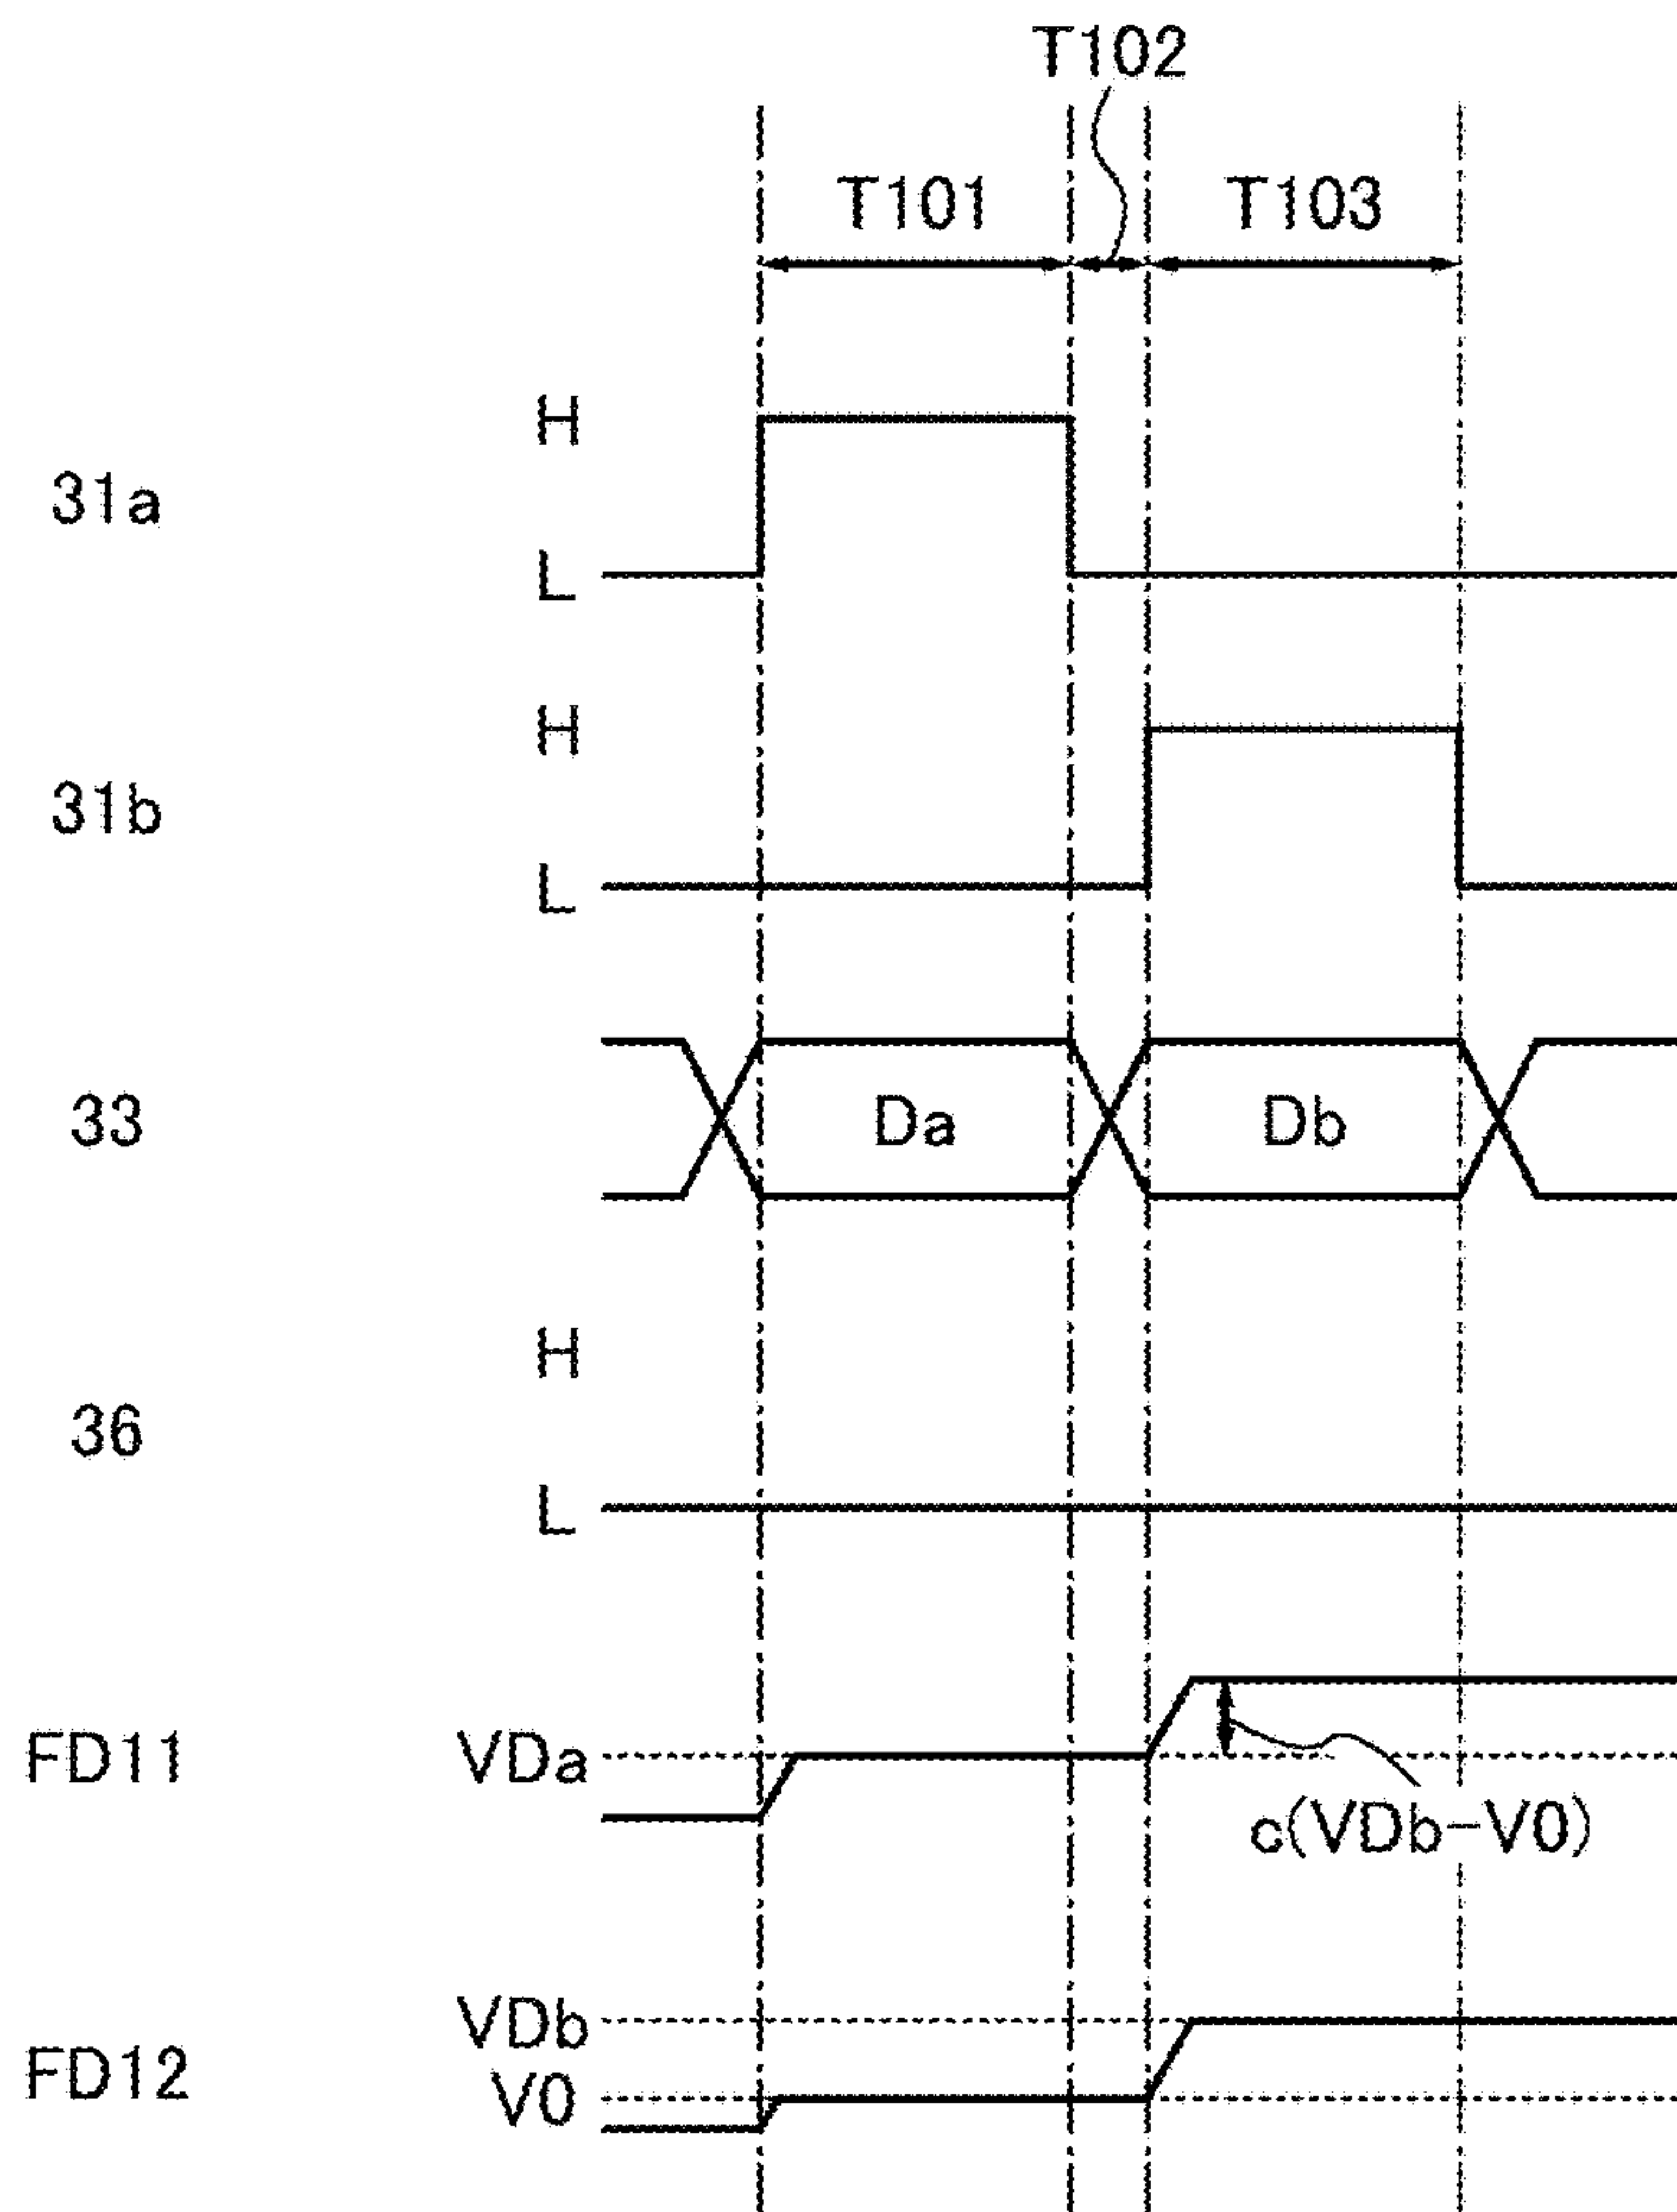 T102
T101
T103
H
31a
L
H
31b
L
33
Da
Db
H
36
L
FD11
VDa
c(VDb-V0)
VDb
FD12
V0